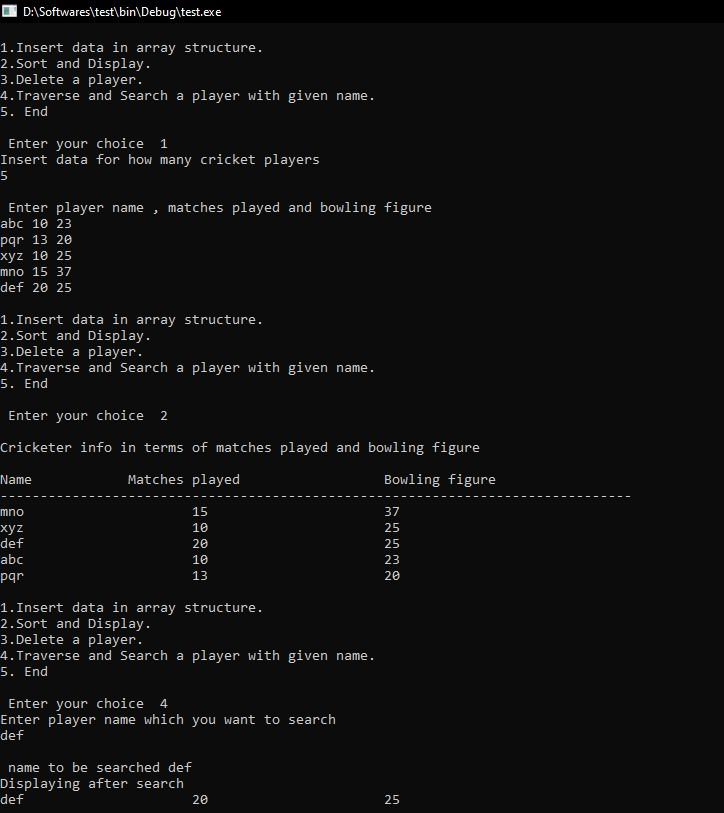 D:\Softwares\test\bin\Debug\test.exe
1.Insert data in array structure.
2.Sort and Display.
3.Delete a player.
4.Traverse and Search a player with given name.
5. End
Enter your choice  1
Insert data for how many cricket players
5
Enter player name , matches played and bowling figure
abc 10 23
pqr 13 20
xyz 10 25
mno 15 37
def 20 25
1.Insert data in array structure.
2.Sort and Display.
3.Delete a player.
4.Traverse and Search a player with given name.
5. End
Enter your choice  2
Cricketer info in terms of matches played and bowling figure
Name            Matches played                  Bowling figure
-------------------------------------------------------------------------------
mno                     15                      37
xyz                     10                      25
def                     20                      25
abc                     10                      23
pqr                     13                      20
1.Insert data in array structure.
2.Sort and Display.
3.Delete a player.
4.Traverse and Search a player with given name.
5. End
Enter your choice  4
Enter player name which you want to search
def
name to be searched def
Displaying after search
def                     20                      25